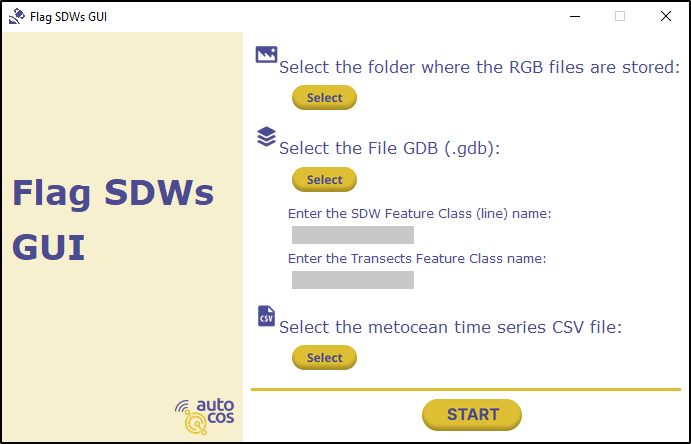 Flag SDWs GUI
Flag SDWs
GUI
auto
cos
Select the folder where the RGB files are stored:
Select
Select the File GDB (.gdb):
Select
Enter the SDW Feature Class (line) name:
Enter the Transects Feature Class name:
CSV
Select the metocean time series CSV file:
Select
START